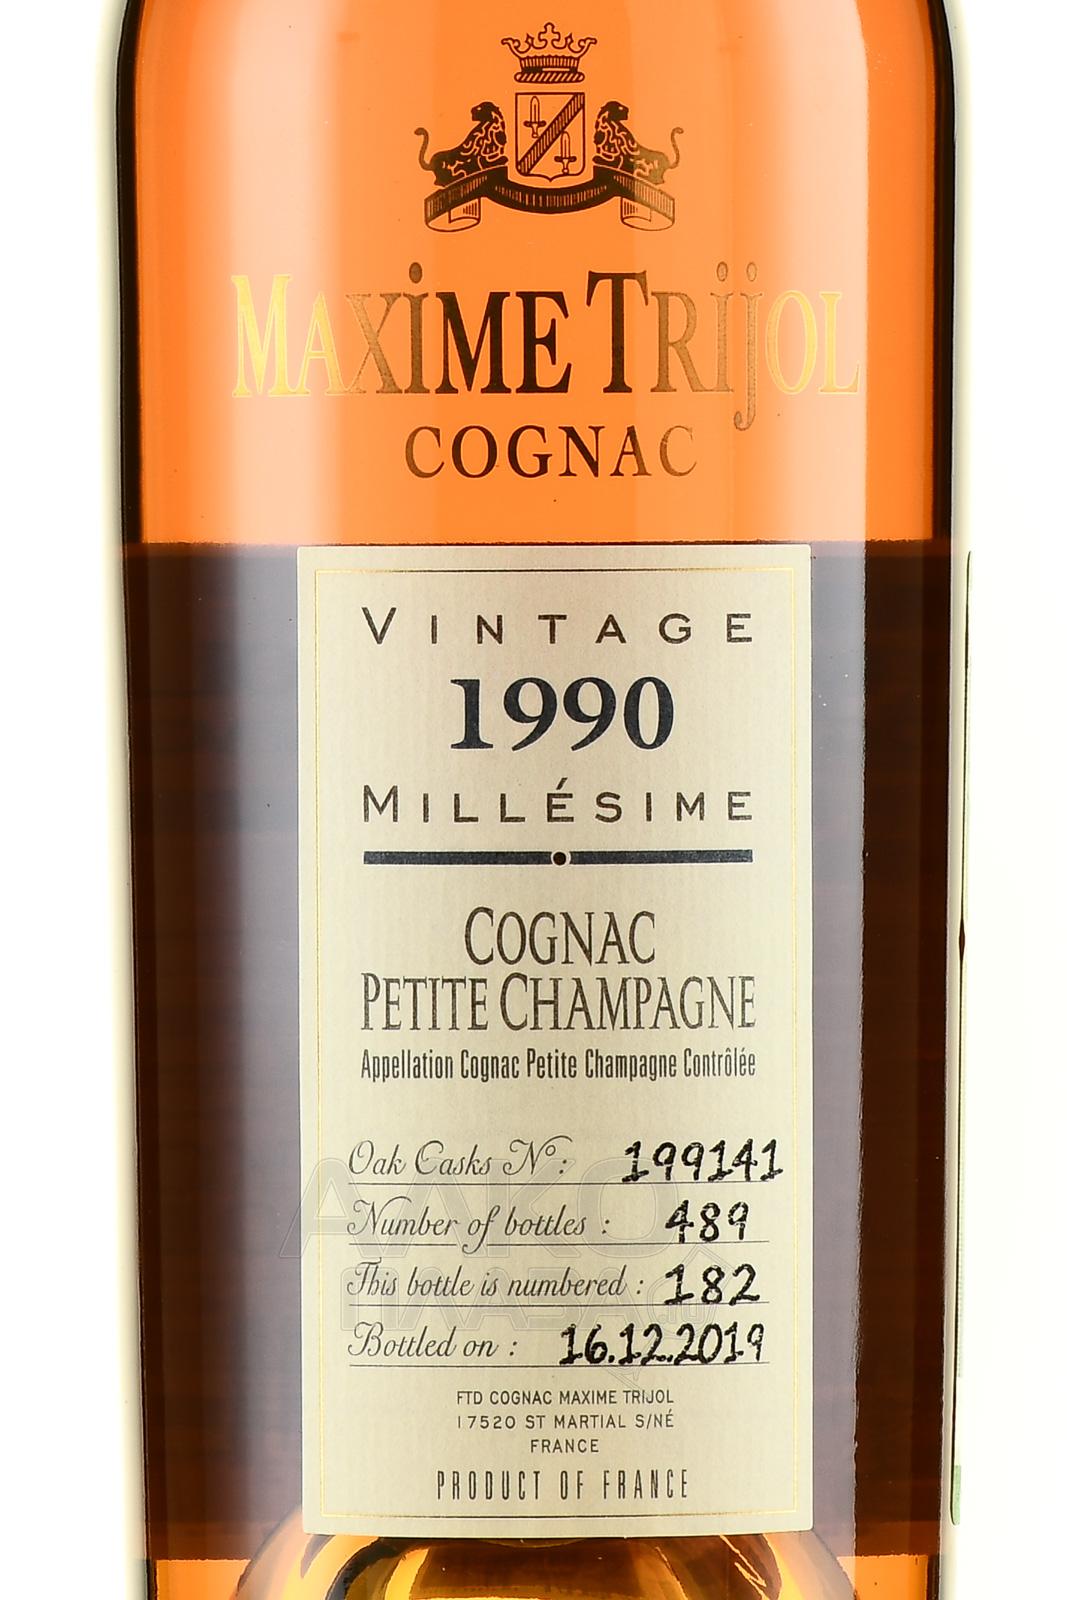 MAXiME TRijOL
COGNAC
VINTAGE
1990
MILLÉSIME
COGNAC
PETITE CHAMPAGNE
Appellation Cognac Petite Champagne Contrôlée
Oak Casks N°: 199141
Number of bottles : 489
This bottle is numbered : 182
Bottled on : 16.12.2019
FTD COGNAC MAXIME TRIJOL
17520 ST MARTIAL S/NÉ
FRANCE
PRODUCT OF FRANCE